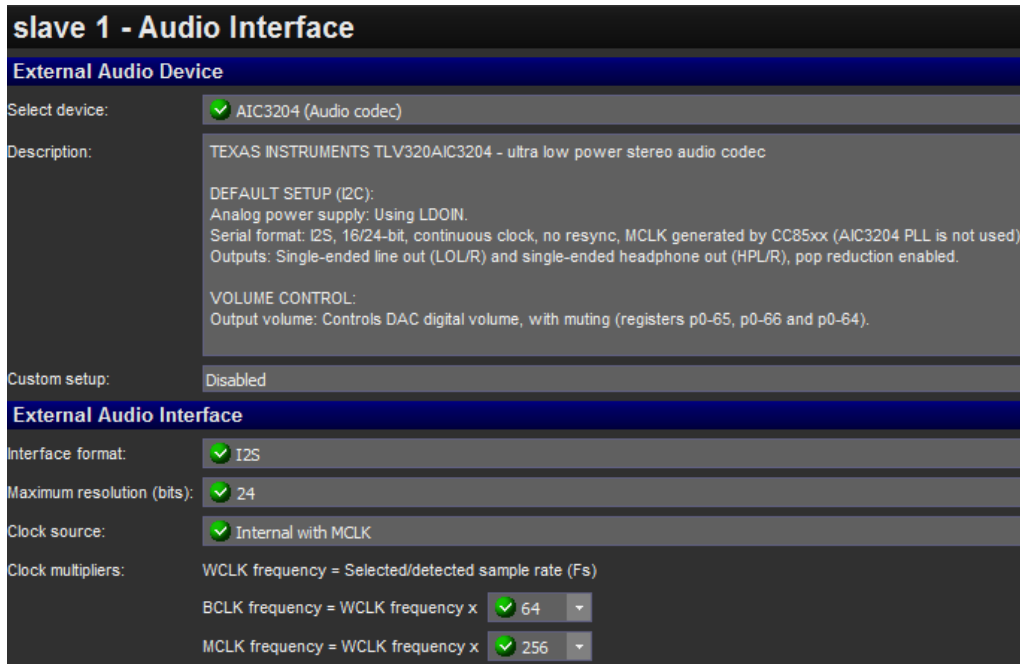 slave 1 - Audio Interface
External Audio Device
Select device: AIC3204 (Audio codec)
Description: TEXAS INSTRUMENTS TLV320AIC3204 - ultra low power stereo audio codec
DEFAULT SETUP (I2C):
Analog power supply: Using LDOIN.
Serial format: I2S, 16/24-bit, continuous clock, no resync, MCLK generated by CC85xx (AIC3204 PLL is not used)
Outputs: Single-ended line out (LOL/R) and single-ended headphone out (HPL/R), pop reduction enabled.
VOLUME CONTROL:
Output volume: Controls DAC digital volume, with muting (registers p0-65, p0-66 and p0-64).
Custom setup: Disabled
External Audio Interface
Interface format: I2S
Maximum resolution (bits): 24
Clock source: Internal with MCLK
Clock multipliers: WCLK frequency = Selected/detected sample rate (Fs)
BCLK frequency = WCLK frequency x 64
MCLK frequency = WCLK frequency x 256